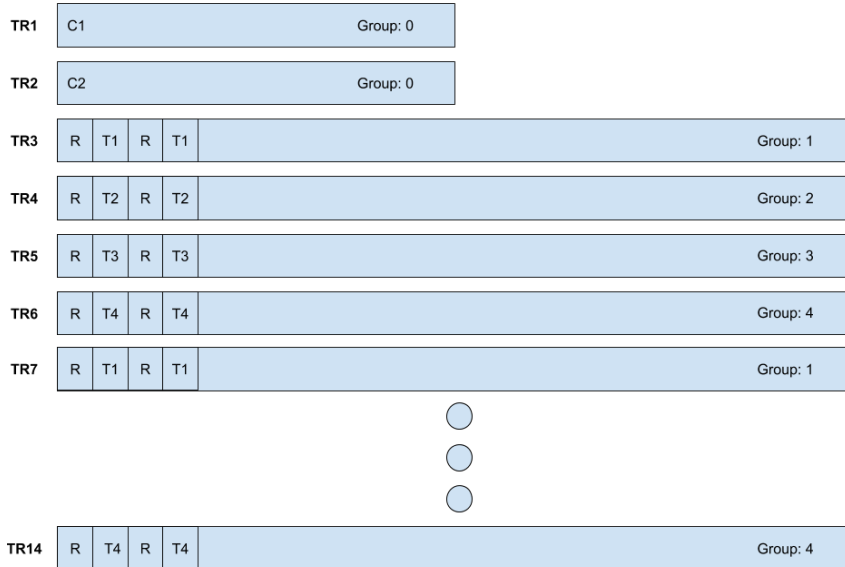 TR1 C1 Group: 0
TR2 C2 Group: 0
TR3 R T1 R T1 Group: 1
TR4 R T2 R T2 Group: 2
TR5 R T3 R T3 Group: 3
TR6 R T4 R T4 Group: 4
TR7 R T1 R T1 Group: 1
TR14 R T4 R T4 Group: 4